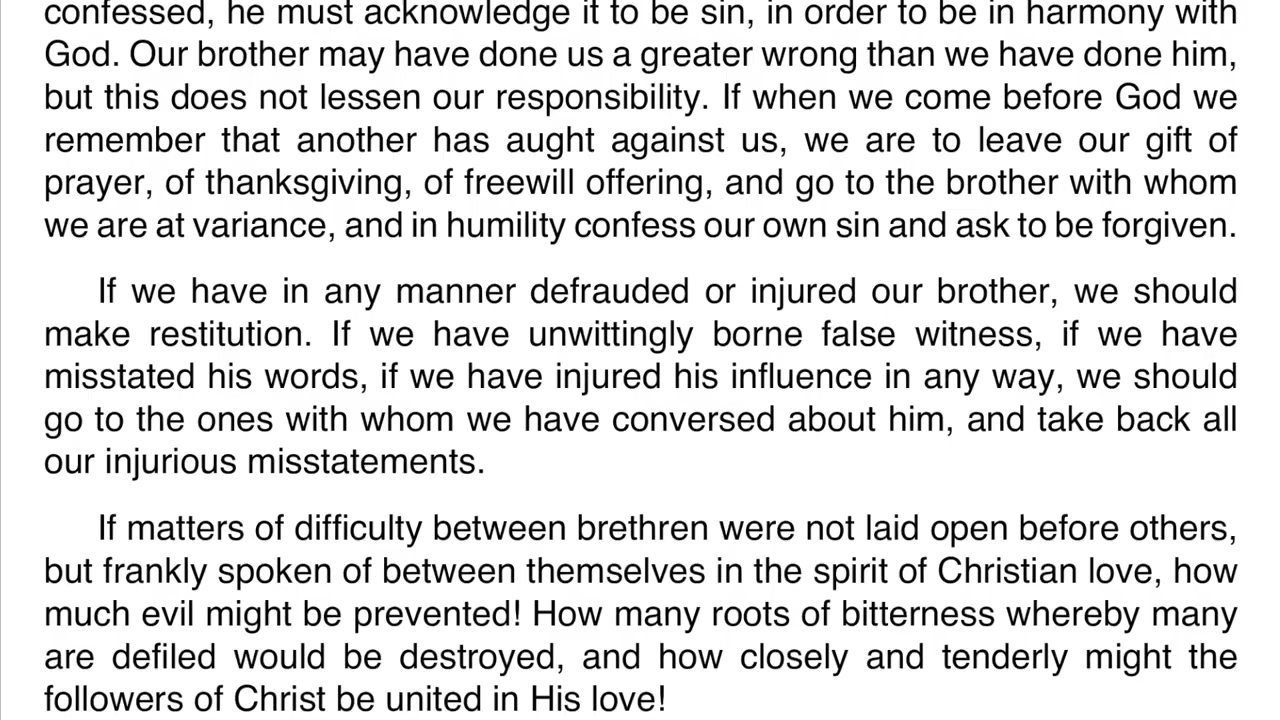 confessed, he must acknowledge it to be sin, in order to be in harmony with
God. Our brother may have done us a greater wrong than we have done him,
but this does not lessen our responsibility. If when we come before God we
remember that another has aught against us, we are to leave our gift of
prayer, of thanksgiving, of freewill offering, and go to the brother with whom
we are at variance, and in humility confess our own sin and ask to be forgiven.
If we have in any manner defrauded or injured our brother, we should
make restitution. If we have unwittingly borne false witness, if we have
misstated his words, if we have injured his influence in any way, we should
go to the ones with whom we have conversed about him, and take back all
our injurious misstatements.
If matters of difficulty between brethren were not laid open before others,
but frankly spoken of between themselves in the spirit of Christian love, how
much evil might be prevented! How many roots of bitterness whereby many
are defiled would be destroyed, and how closely and tenderly might the
followers of Christ be united in His love!